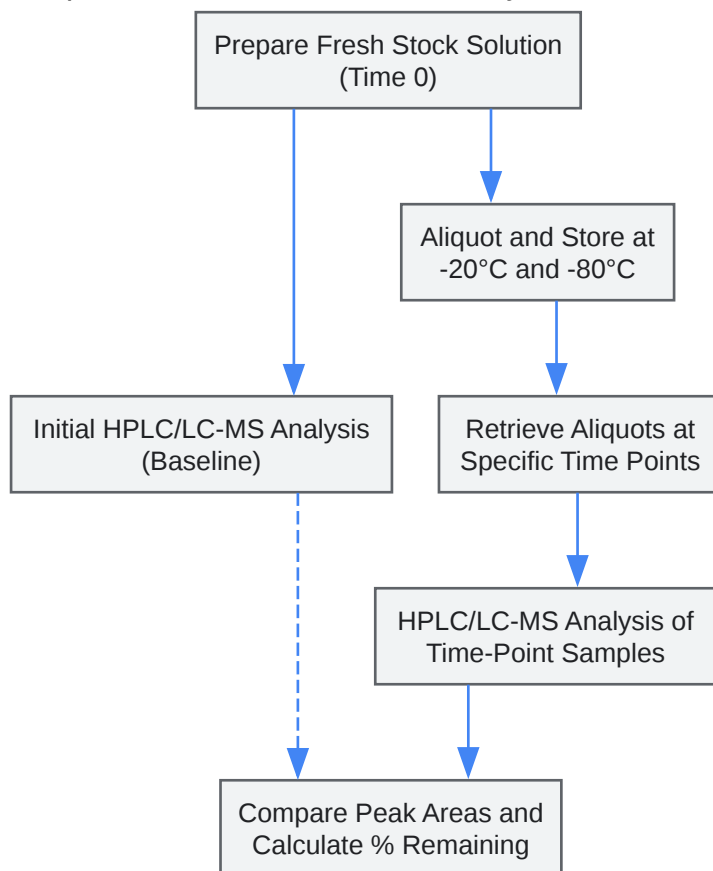 Prepare Fresh Stock Solution
(Time 0)
Aliquot and Store at
-20°C and -80°C
Initial HPLC/LC-MS Analysis
(Baseline)
Retrieve Aliquots at
Specific Time Points
HPLC/LC-MS Analysis of
Time-Point Samples
Compare Peak Areas and
Calculate % Remaining